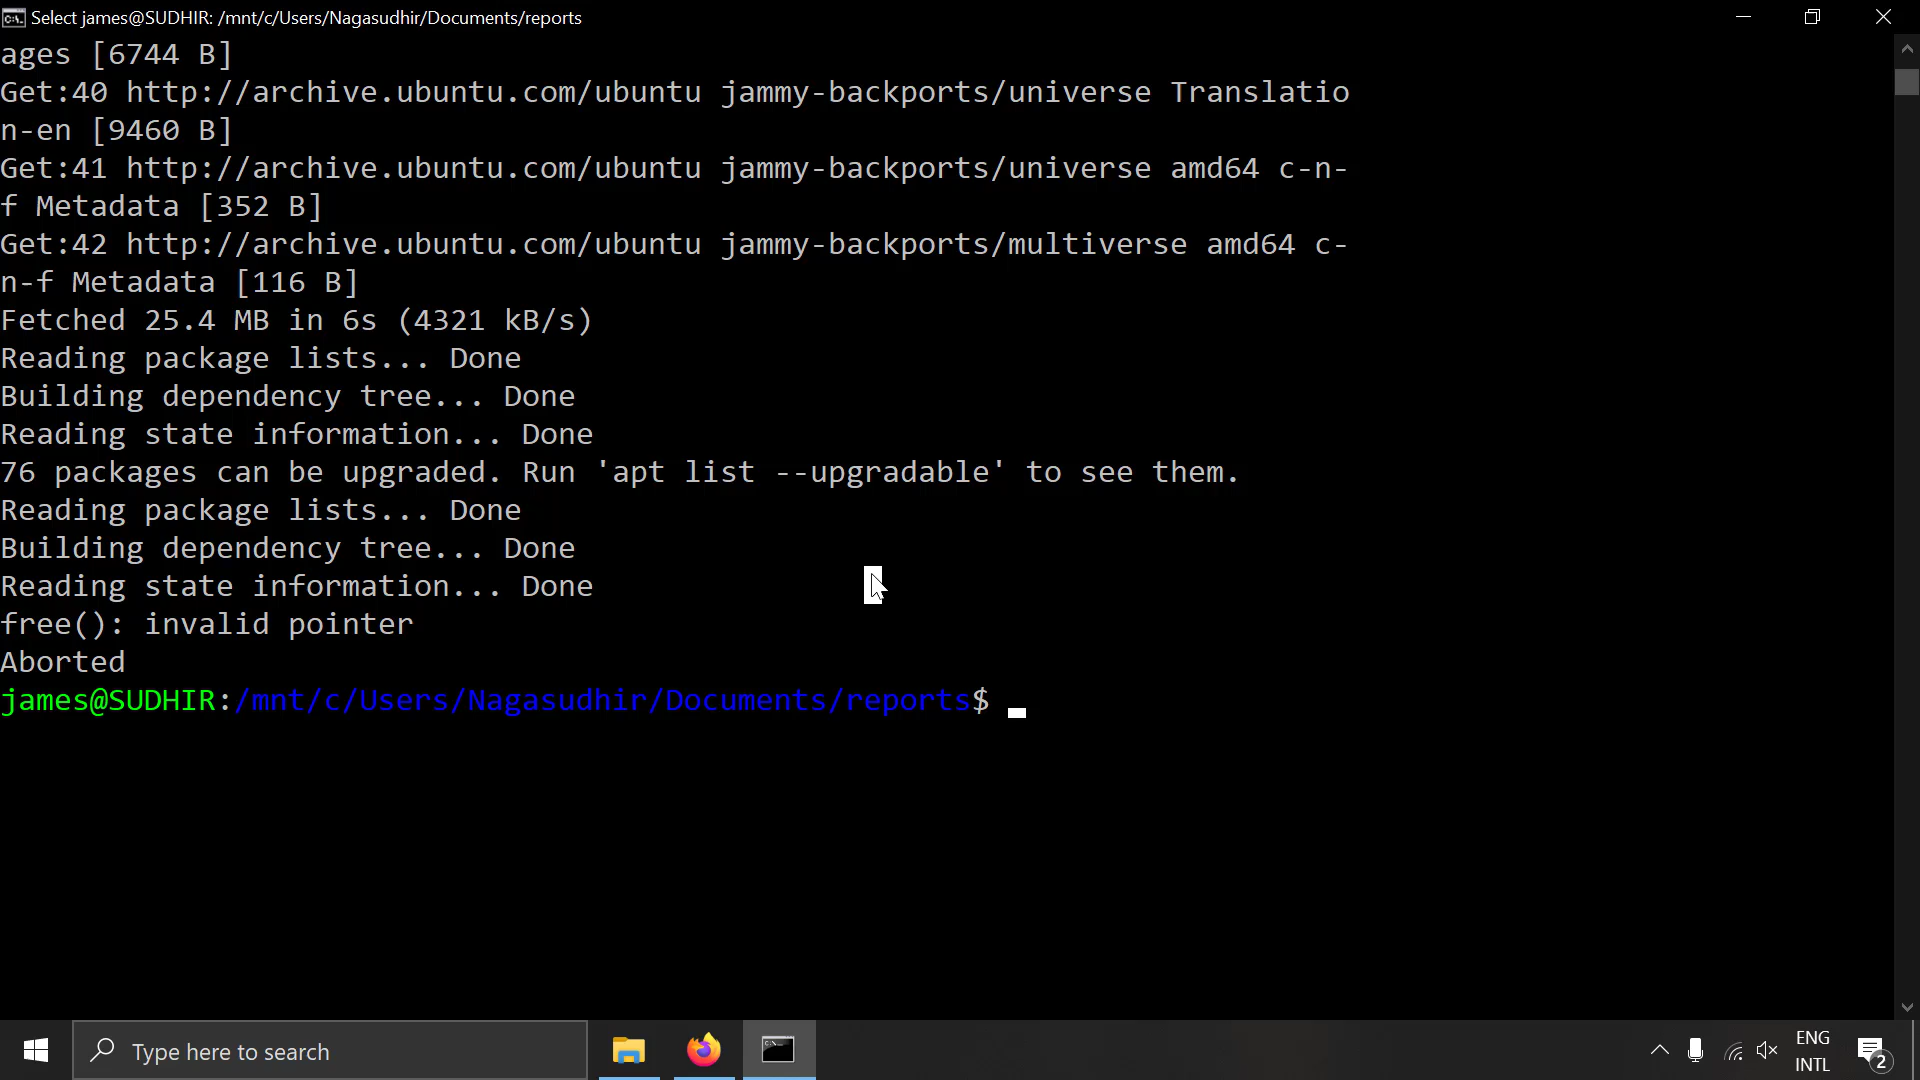 Select james@SUDHIR: /mnt/c/Users/Nagasudhir/Documents/reports
ages [6744 B]
Get:40 http://archive.ubuntu.com/ubuntu jammy-backports/universe Translatio
n-en [9460 B]
Get:41 http://archive.ubuntu.com/ubuntu jammy-backports/universe amd64 c-n-
f Metadata [352 B]
Get:42 http://archive.ubuntu.com/ubuntu jammy-backports/multiverse amd64 c-
n-f Metadata [116 B]
Fetched 25.4 MB in 6s (4321 kB/s)
Reading package lists... Done
Building dependency tree... Done
Reading state information... Done
76 packages can be upgraded. Run 'apt list --upgradable' to see them.
Reading package lists... Done
Building dependency tree... Done
Reading state information... Done
free(): invalid pointer
Aborted
james@SUDHIR:/mnt/c/Users/Nagasudhir/Documents/reports$
Type here to search
ENG
INTL
2